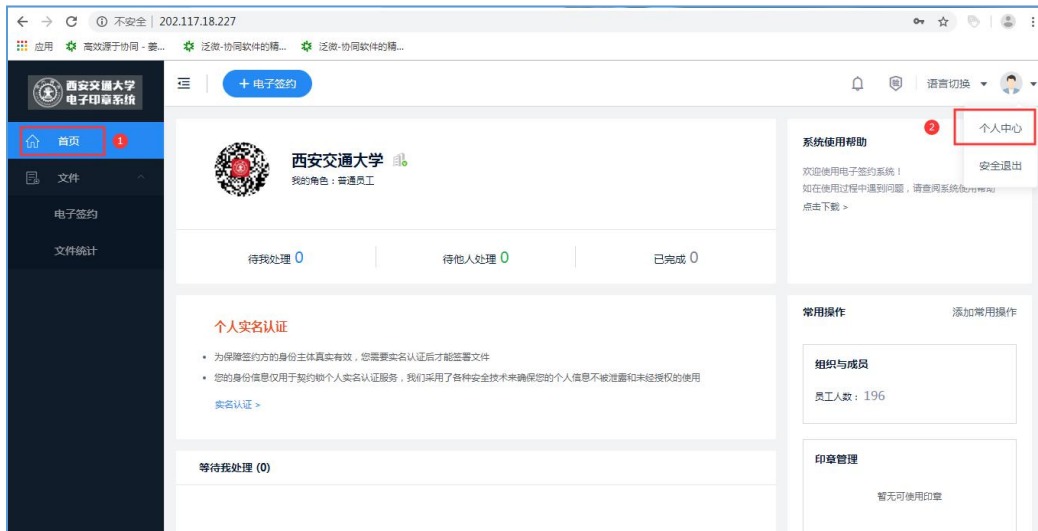 不安全 | 202.117.18.227
应用 高效源于协同 - 蒌... 泛微-协同软件的精... 泛微-协同软件的精...
西安交通大学
电子印章系统
+ 电子签约
语言切换
首页 1
文件
电子签约
文件统计
西安交通大学
我的角色：普通员工
待我处理 0 待他人处理 0 已完成 0
2 个人中心
安全退出
系统使用帮助
欢迎使用电子签约系统！
如在使用过程中遇到问题，请查阅系统使用帮助
点击下载 >
个人实名认证
• 为保障签约方的身份主体真实有效，您需要实名认证后才能签署文件
• 您的身份信息仅用于契约锁个人实名认证服务，我们采用了各种安全技术来确保您的个人信息不被泄露和未经授权的使用
实名认证 >
常用操作 添加常用操作
组织与成员
员工人数：196
等待我处理 (0)
印章管理
暂无可使用印章